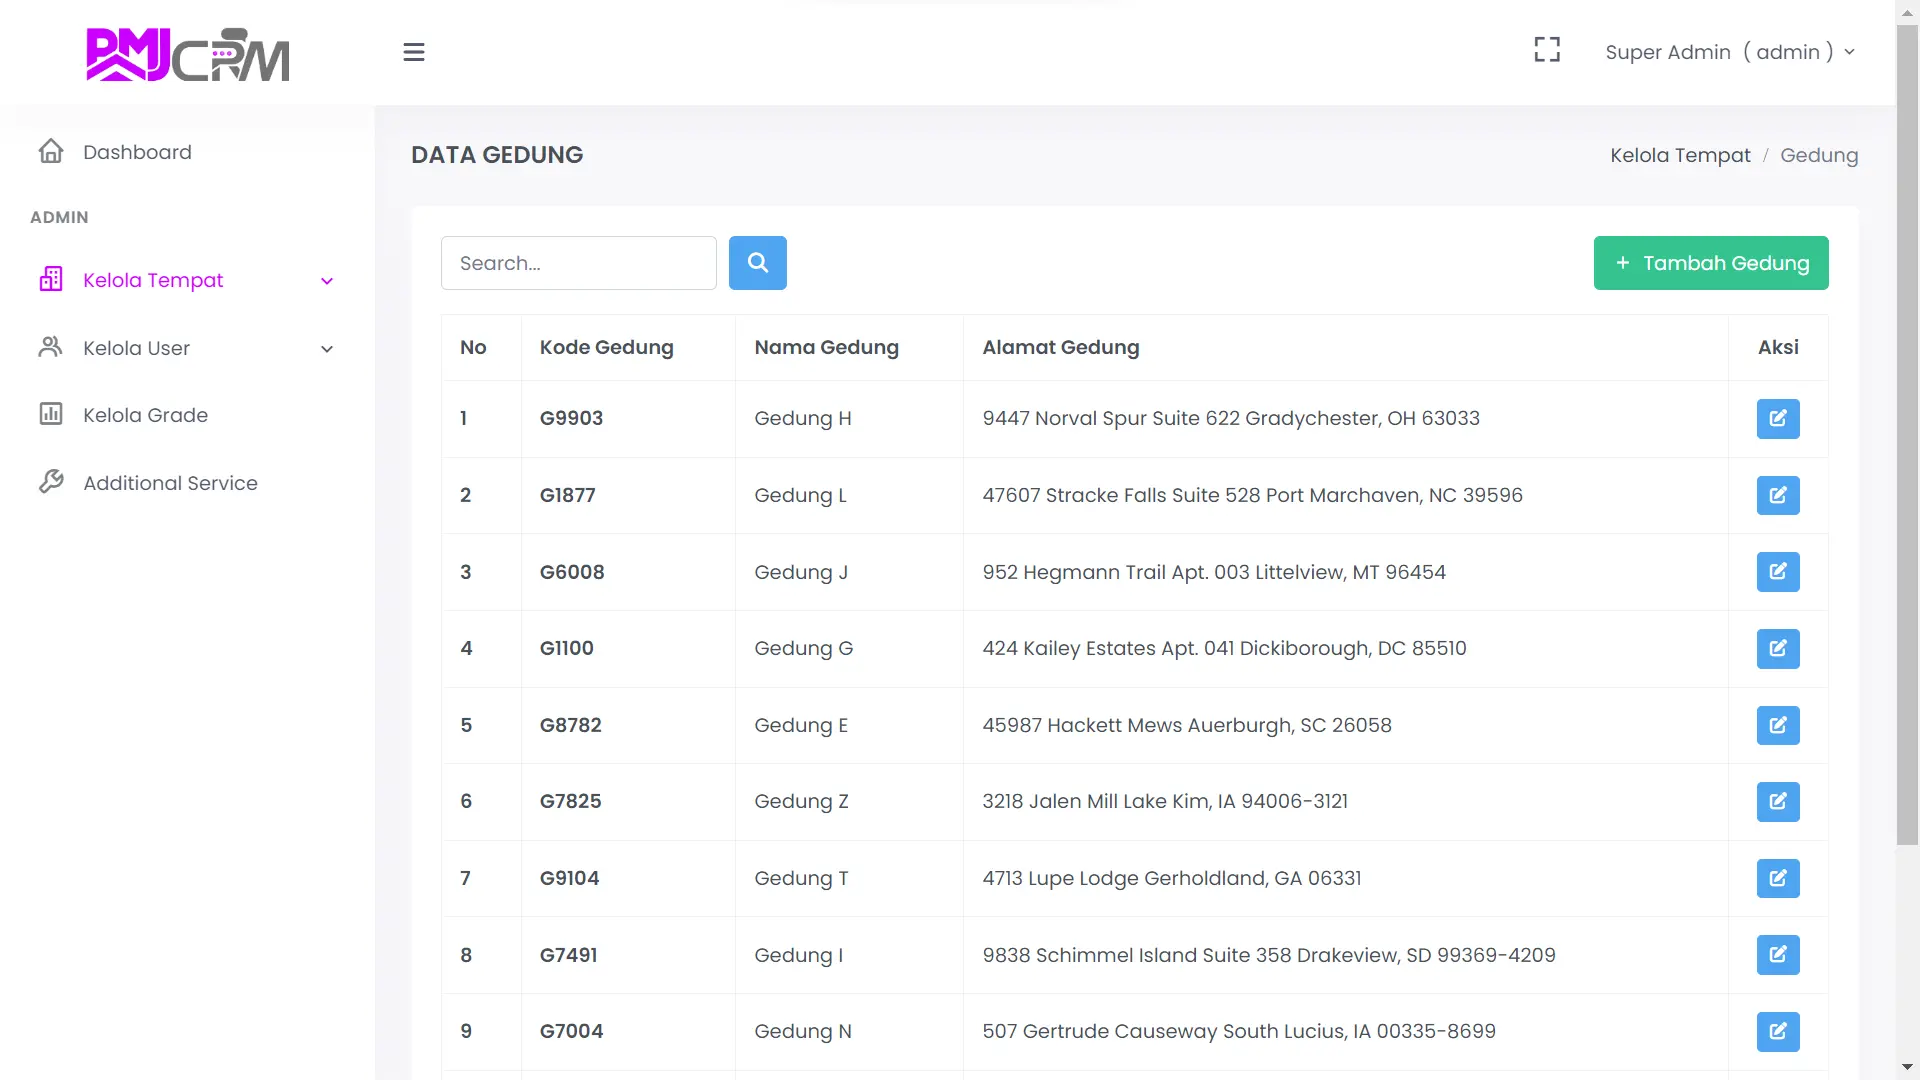 PMJCRM
Super Admin ( admin )
Dashboard
ADMIN
Kelola Tempat
Kelola User
Kelola Grade
Additional Service
DATA GEDUNG
Kelola Tempat / Gedung
Search...
+ Tambah Gedung
No Kode Gedung Nama Gedung Alamat Gedung Aksi
1 G9903 Gedung H 9447 Norval Spur Suite 622 Gradychester, OH 63033
2 G1877 Gedung L 47607 Stracke Falls Suite 528 Port Marchaven, NC 39596
3 G6008 Gedung J 952 Hegmann Trail Apt. 003 Littelview, MT 96454
4 G1100 Gedung G 424 Kailey Estates Apt. 041 Dickiborough, DC 85510
5 G8782 Gedung E 45987 Hackett Mews Auerburgh, SC 26058
6 G7825 Gedung Z 3218 Jalen Mill Lake Kim, IA 94006-3121
7 G9104 Gedung T 4713 Lupe Lodge Gerholdland, GA 06331
8 G7491 Gedung I 9838 Schimmel Island Suite 358 Drakeview, SD 99369-4209
9 G7004 Gedung N 507 Gertrude Causeway South Lucius, IA 00335-8699